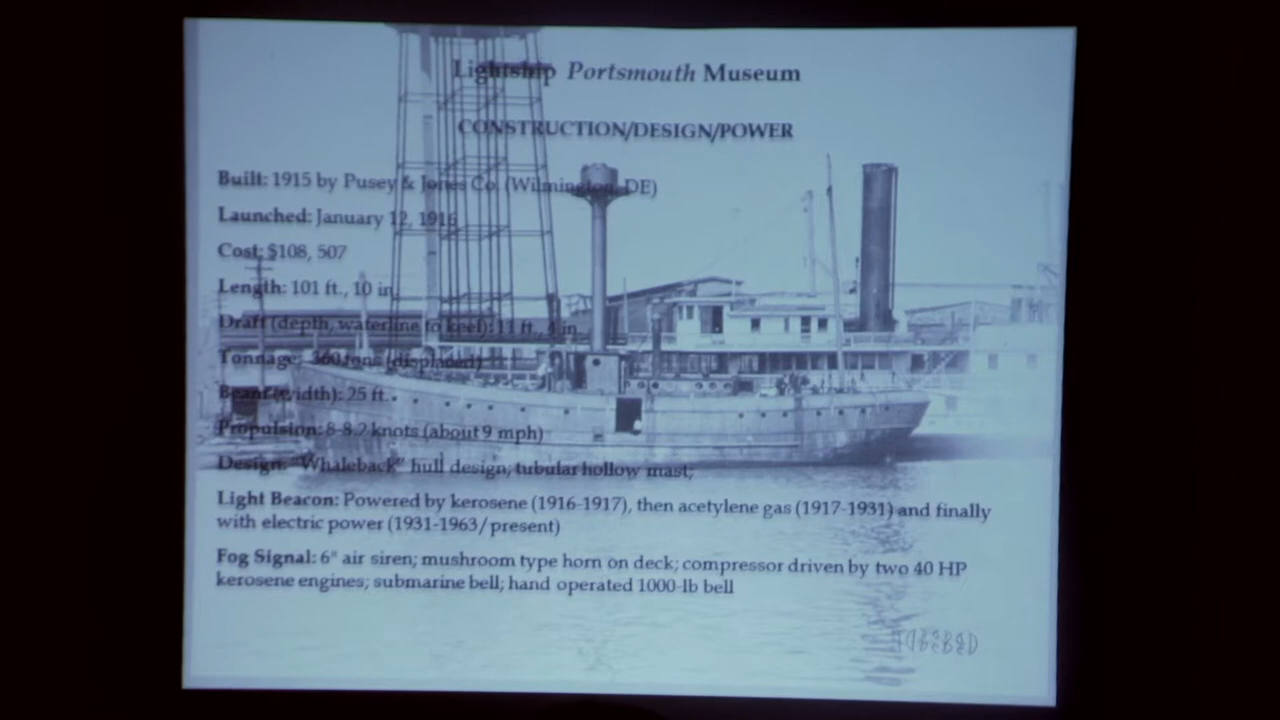 Lightship Portsmouth Museum
CONSTRUCTION/DESIGN/POWER
Built: 1915 by Pusey & Jones Co. (Wilmington, DE)
Launched: January 12, 1916
Cost: $108, 507
Length: 101 ft., 10 in.
Draft (depth, waterline to keel): 11 ft., 4 in.
Tonnage: 360 tons (displaced)
Beam (width): 25 ft.
Propulsion: 8-8.2 knots (about 9 mph)
Design: "Whaleback" hull design, tubular hollow mast;
Light Beacon: Powered by kerosene (1916-1917), then acetylene gas (1917-1931) and finally
with electric power (1931-1963/present)
Fog Signal: 6" air siren; mushroom type horn on deck; compressor driven by two 40 HP
kerosene engines; submarine bell; hand operated 1000-lb bell